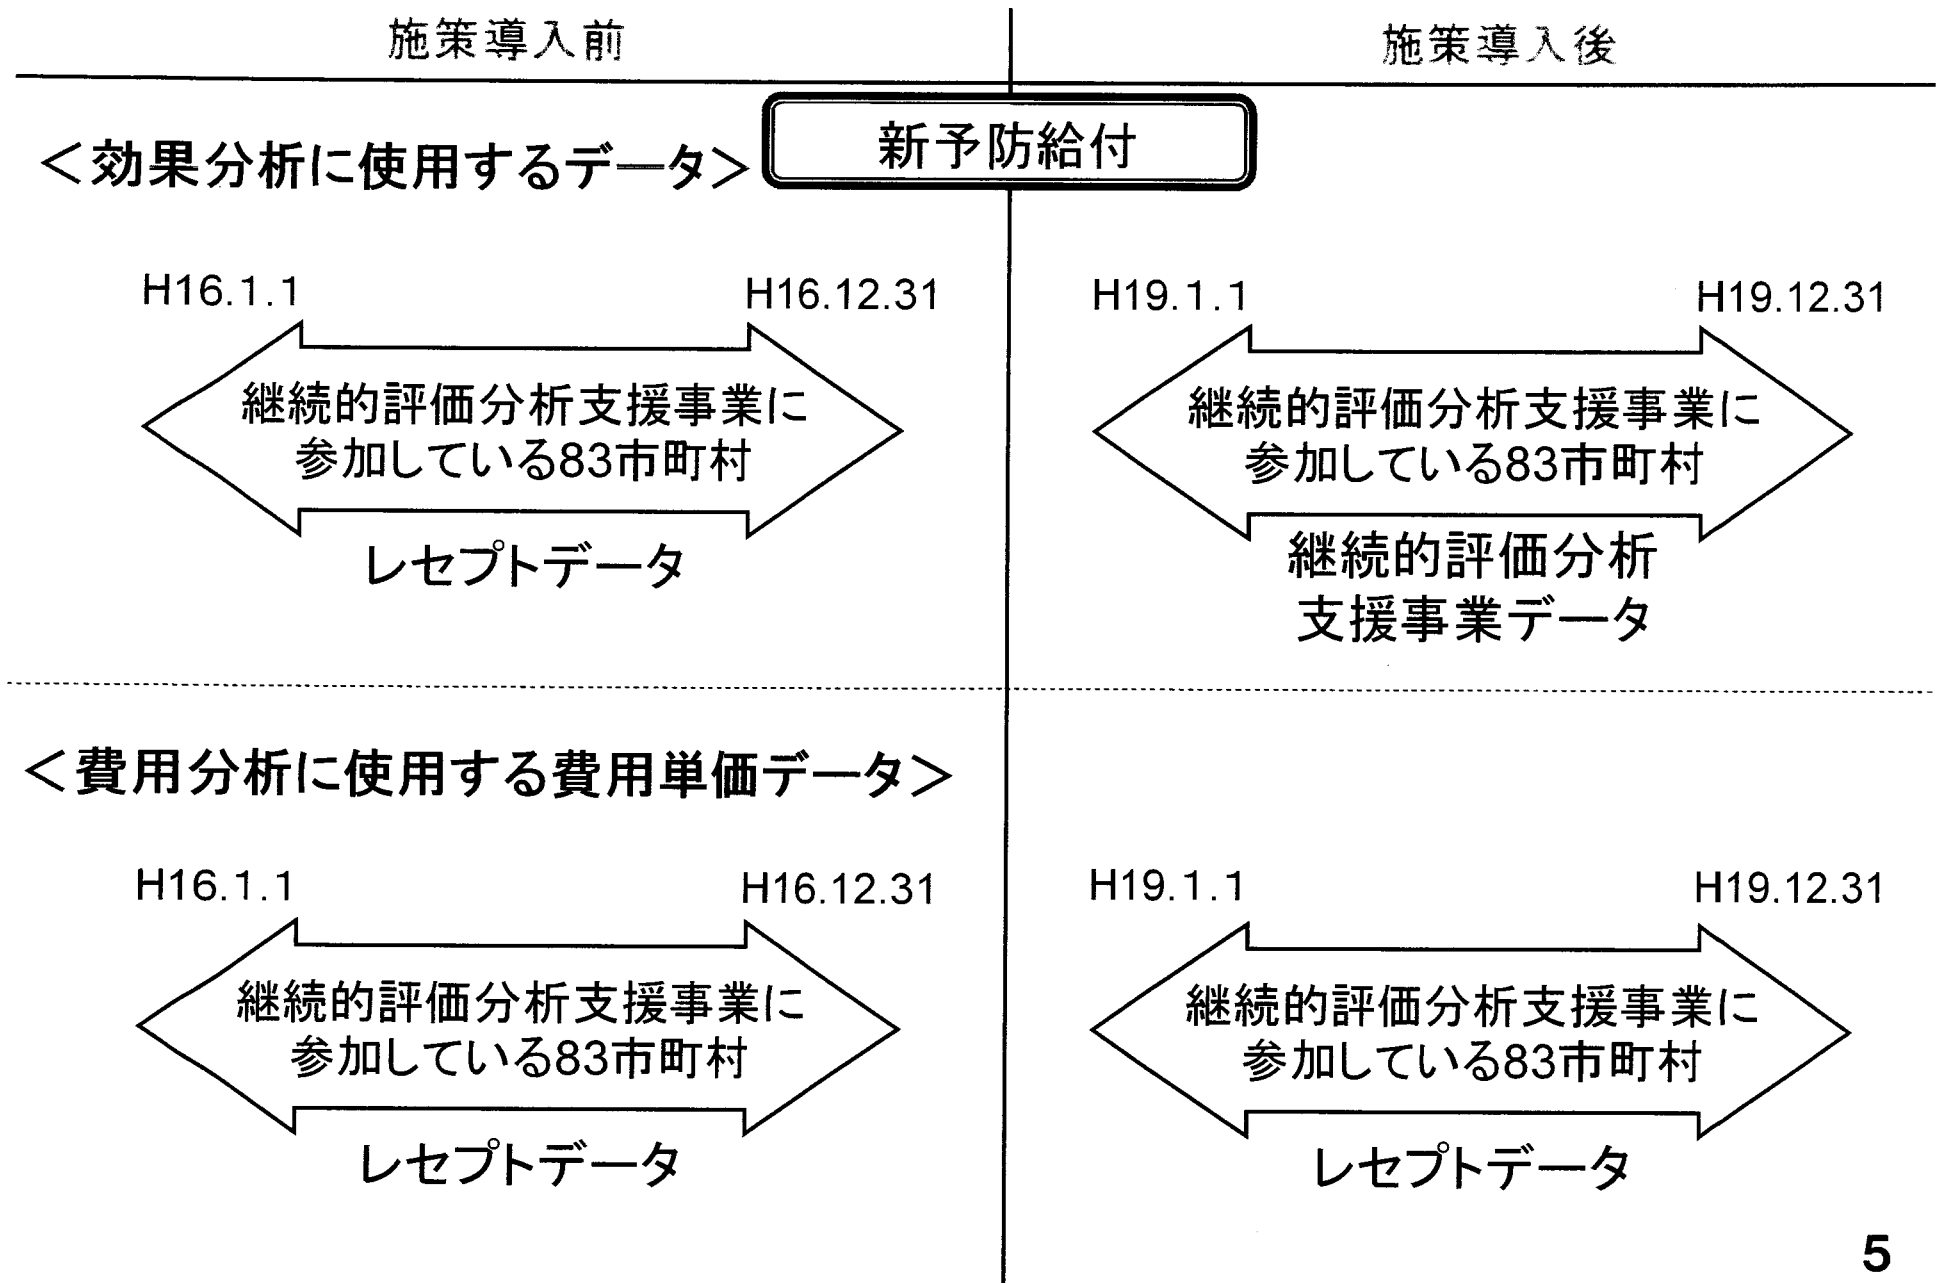 施策導入前
施策導入後
新予防給付
＜効果分析に使用するデータ＞
H16.1.1
H16.12.31
継続的評価分析支援事業に
参加している83市町村
レセプトデータ
H19.1.1
H19.12.31
継続的評価分析支援事業に
参加している83市町村
継続的評価分析
支援事業データ
＜費用分析に使用する費用単価データ＞
H16.1.1
H16.12.31
継続的評価分析支援事業に
参加している83市町村
レセプトデータ
H19.1.1
H19.12.31
継続的評価分析支援事業に
参加している83市町村
レセプトデータ
5